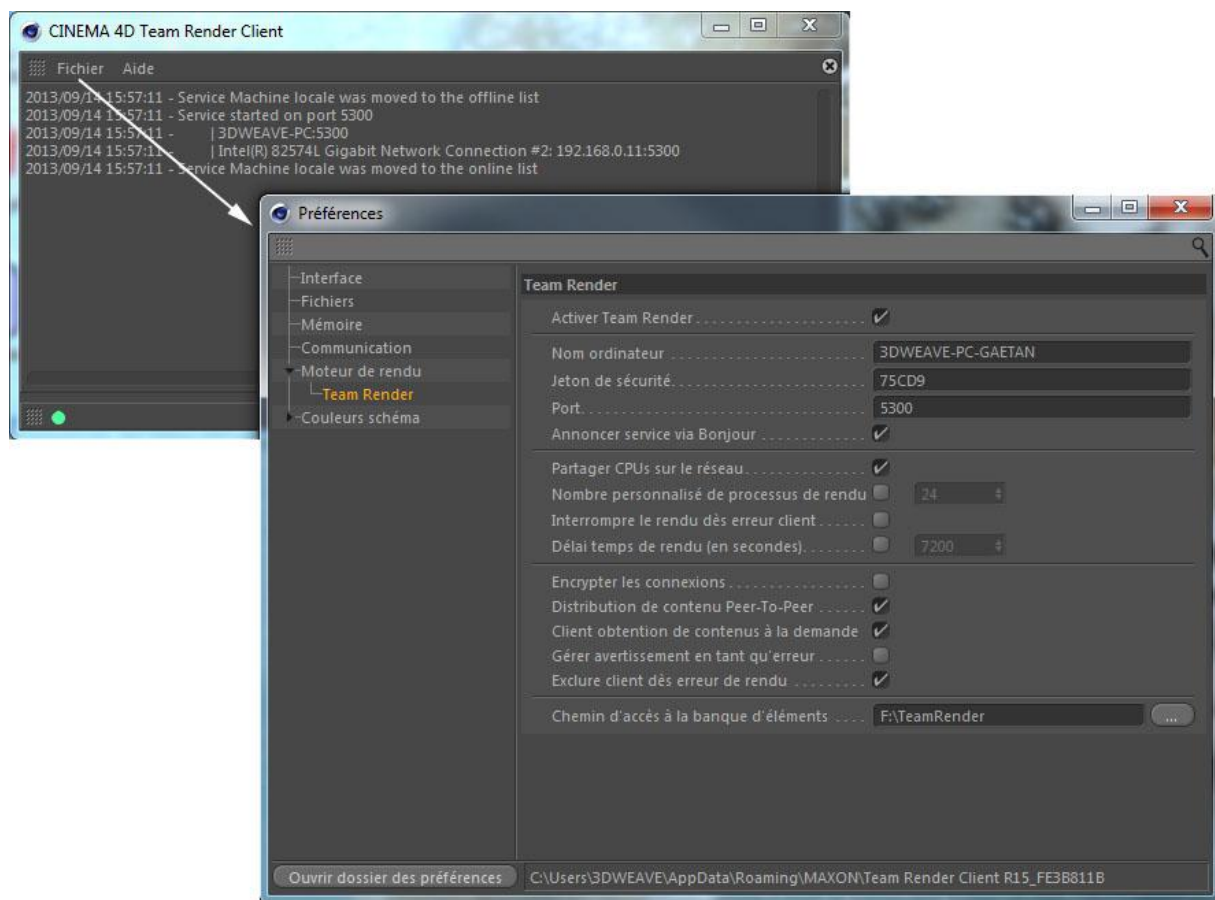 CINEMA 4D Team Render Client
Fichier Aide
2013/09/14 15:57:11 - Service Machine locale was moved to the offline list
2013/09/14 15:57:11 - Service started on port 5300
2013/09/14 15:57:11 - | 3DWEAVE-PC:5300
2013/09/14 15:57:11 - | Intel(R) 82574L Gigabit Network Connection #2: 192.168.0.11:5300
2013/09/14 15:57:11 - Service Machine locale was moved to the online list
Préférences
Interface
Fichiers
Mémoire
Communication
Moteur de rendu
Team Render
Couleurs schéma
Team Render
Activer Team Render
Nom ordinateur 3DWEAVE-PC-GAETAN
Jeton de sécurité 75CD9
Port 5300
Annoncer service via Bonjour
Partager CPUs sur le réseau
Nombre personnalisé de processus de rendu 24
Interrompre le rendu dès erreur client
Délai temps de rendu (en secondes) 7200
Encrypter les connexions
Distribution de contenu Peer-To-Peer
Client obtention de contenus à la demande
Gérer avertissement en tant qu'erreur
Exclure client dès erreur de rendu
Chemin d'accès à la banque d'éléments F:\TeamRender ...
Ouvrir dossier des préférences C:\Users\3DWEAVE\AppData\Roaming\MAXON\Team Render Client R15_FE3B811B